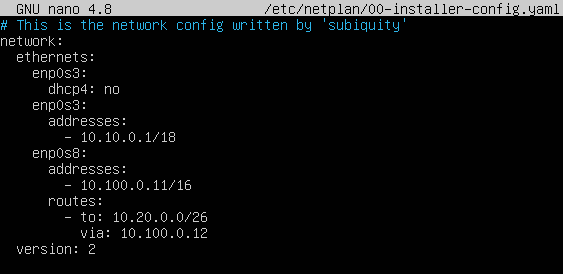 GNU nano 4.8 /etc/netplan/00-installer-config.yaml
# This is the network config written by 'subiquity'
network:
  ethernets:
    enp0s3:
      dhcp4: no
    enp0s3:
      addresses:
        - 10.10.0.1/18
    enp0s8:
      addresses:
        - 10.100.0.11/16
      routes:
        - to: 10.20.0.0/26
          via: 10.100.0.12
  version: 2